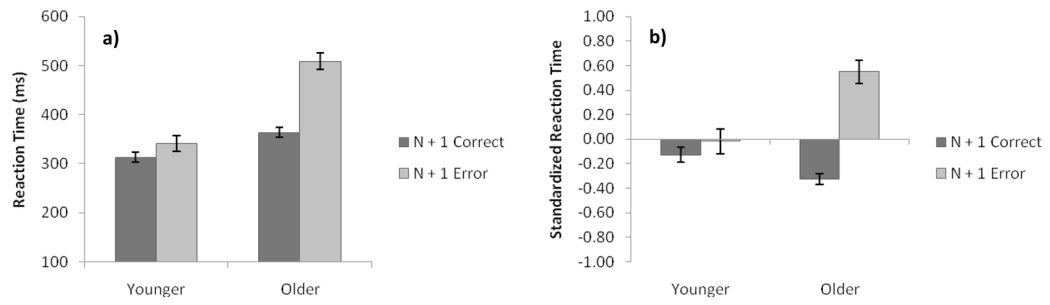 a)
Reaction Time (ms)
600
500
400
300
200
100
Younger
Older
N + 1 Correct
N + 1 Error
b)
Standardized Reaction Time
1.00
0.80
0.60
0.40
0.20
0.00
-0.20
-0.40
-0.60
-0.80
-1.00
Younger
Older
N + 1 Correct
N + 1 Error